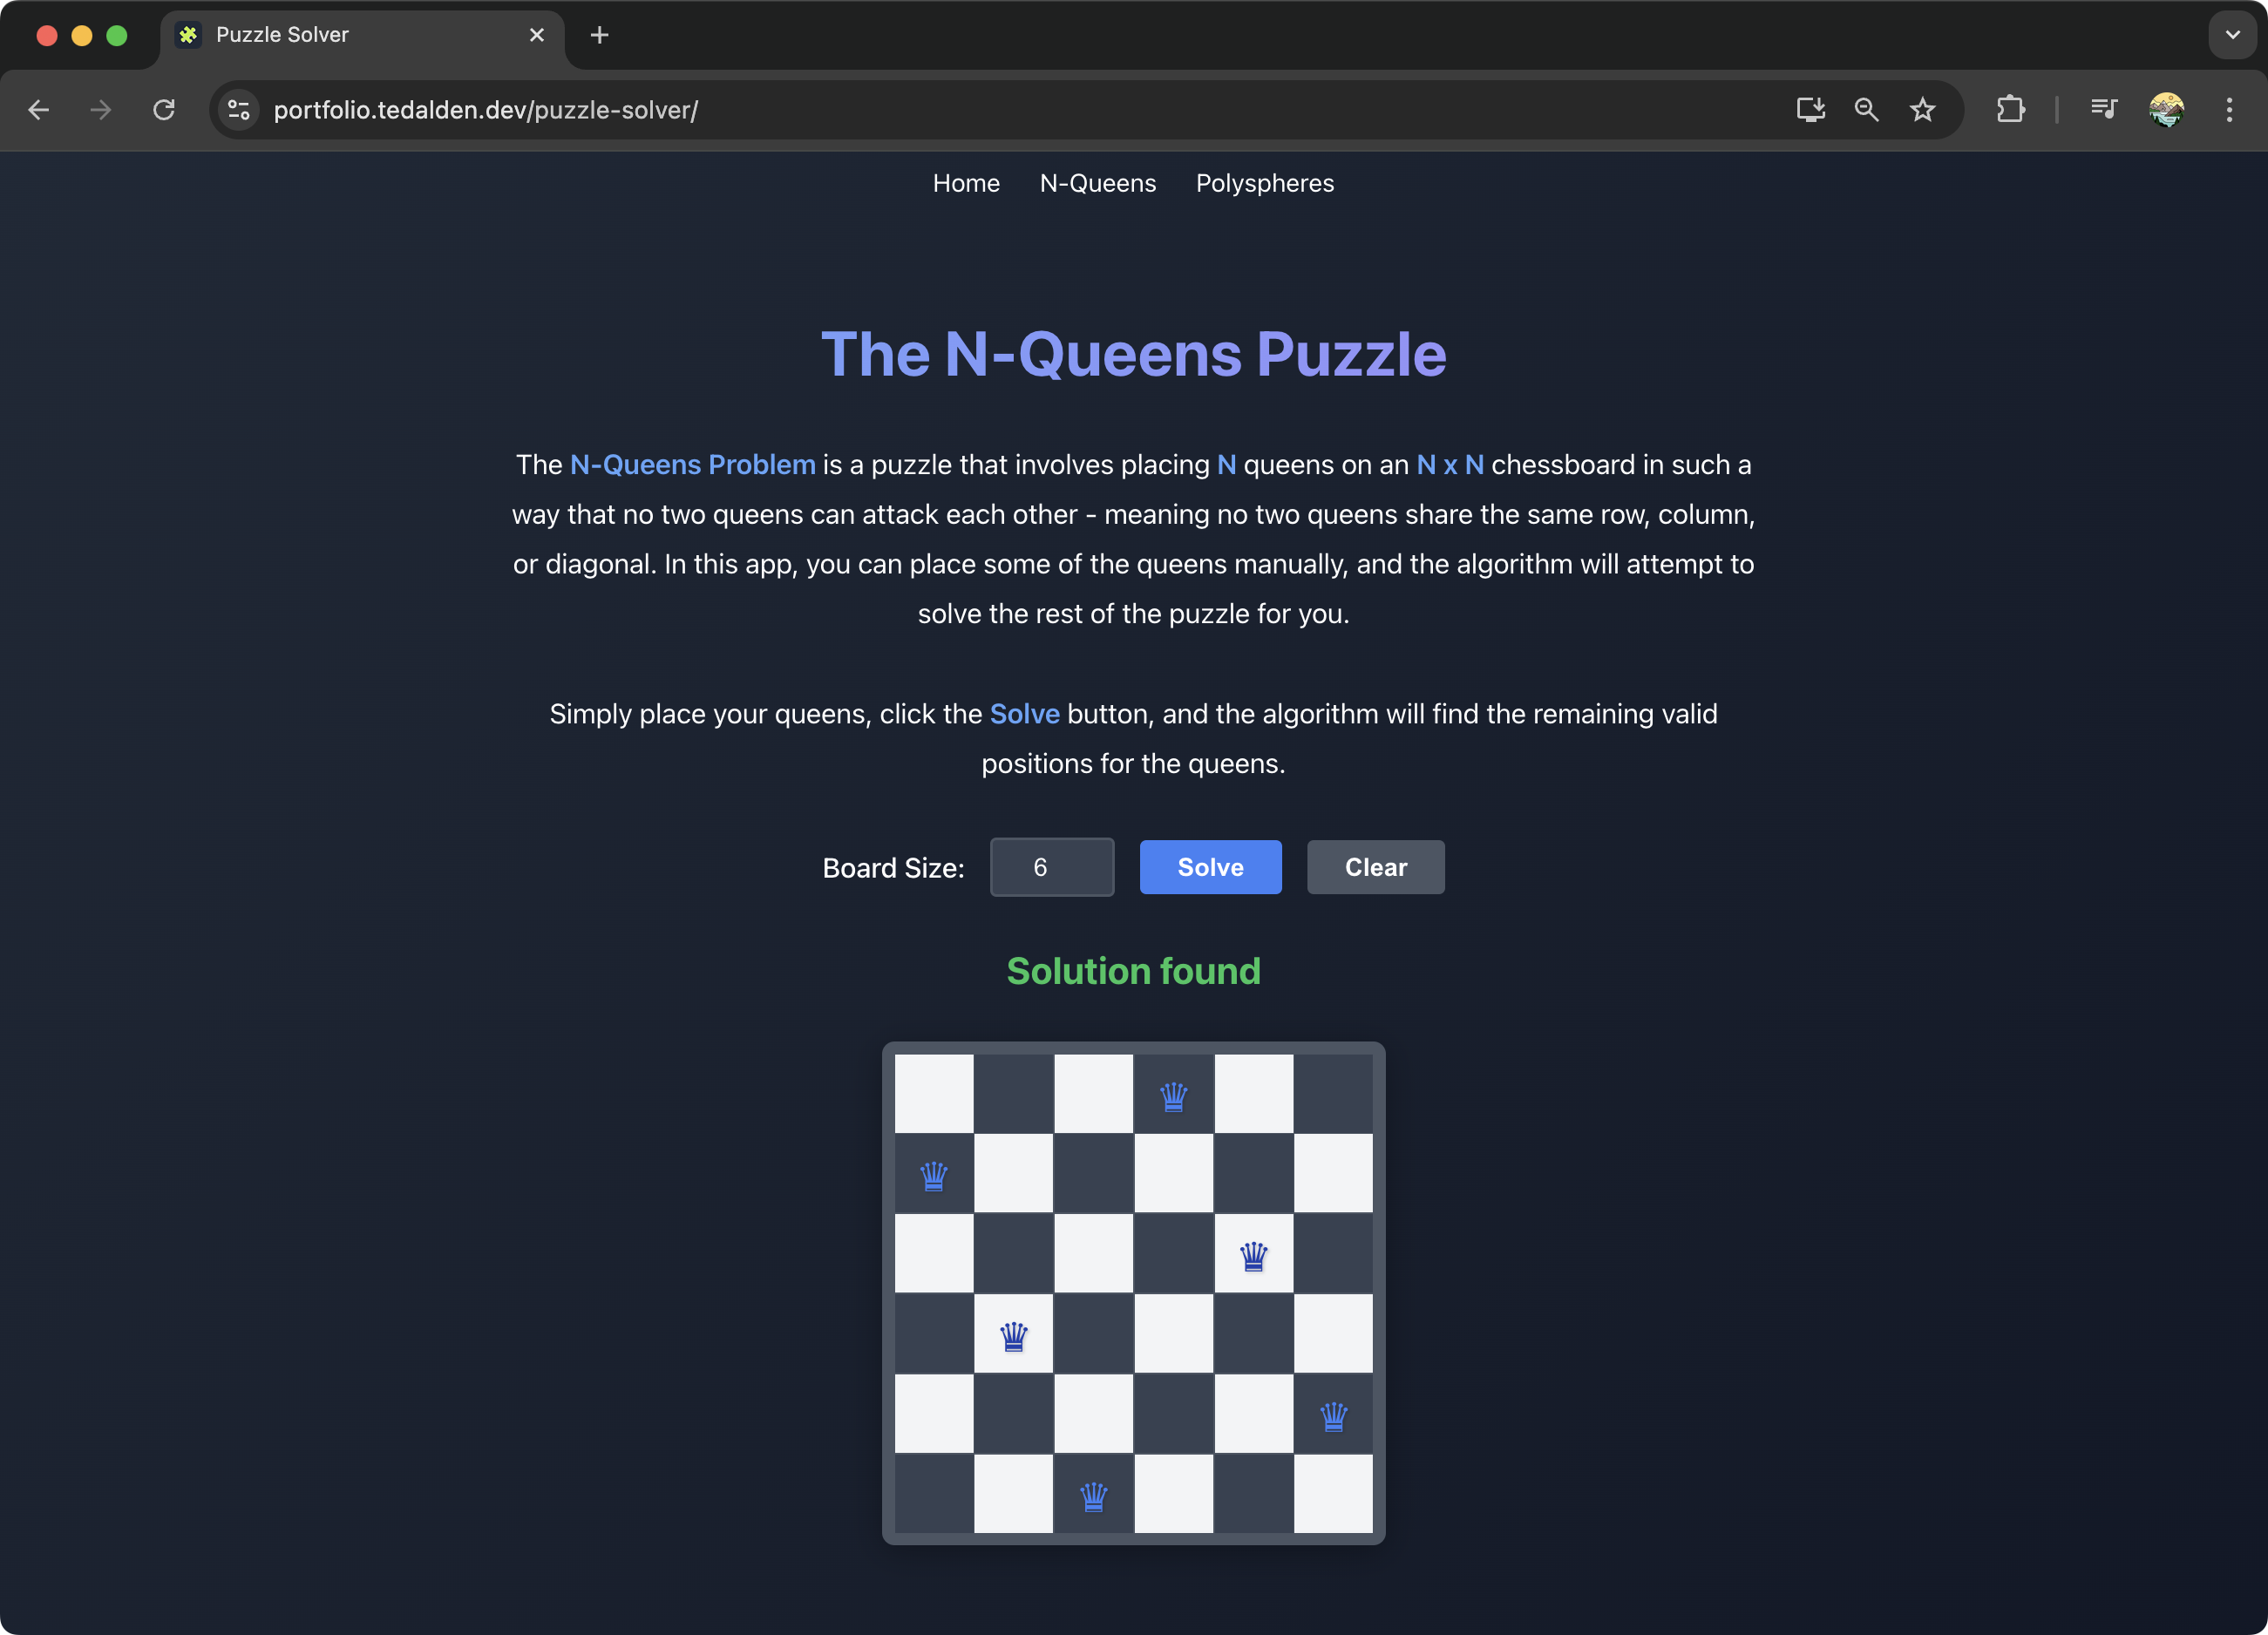 Puzzle Solver
portfolio.tedalden.dev/puzzle-solver/
Home N-Queens Polyspheres
The N-Queens Puzzle
The N-Queens Problem is a puzzle that involves placing N queens on an N x N chessboard in such a
way that no two queens can attack each other - meaning no two queens share the same row, column,
or diagonal. In this app, you can place some of the queens manually, and the algorithm will attempt to
solve the rest of the puzzle for you.
Simply place your queens, click the Solve button, and the algorithm will find the remaining valid
positions for the queens.
Board Size: 6 Solve Clear
Solution found